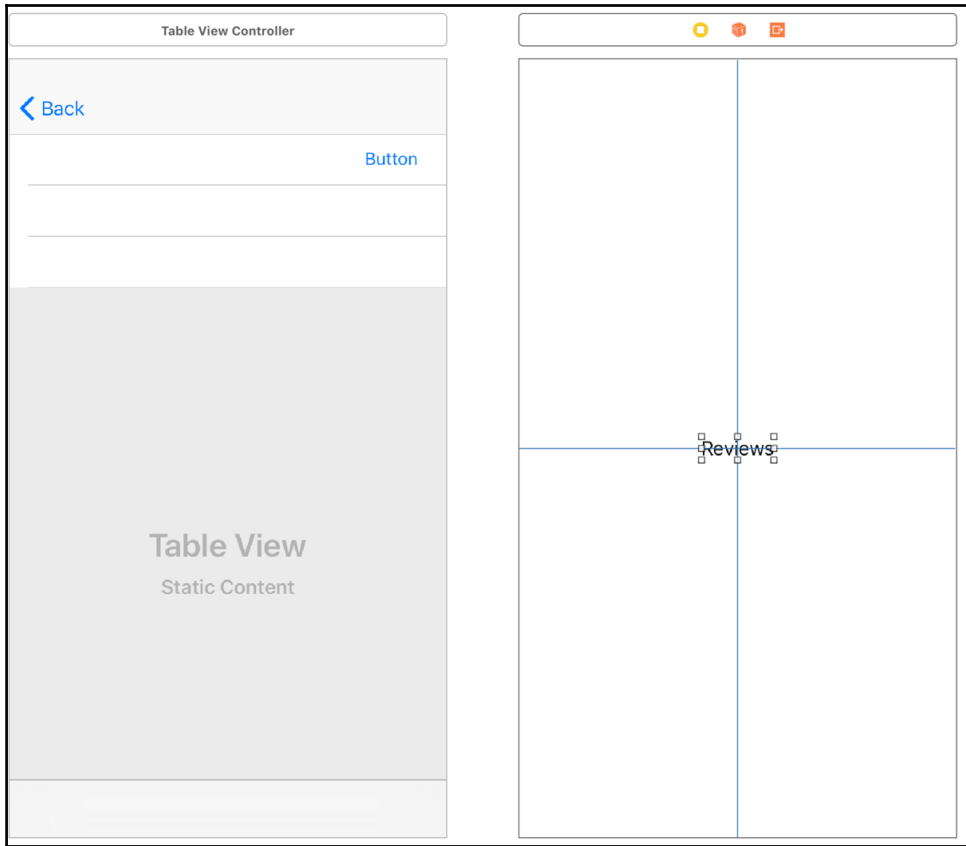 Table View Controller
Back
Button
Table View
Static Content
Reviews